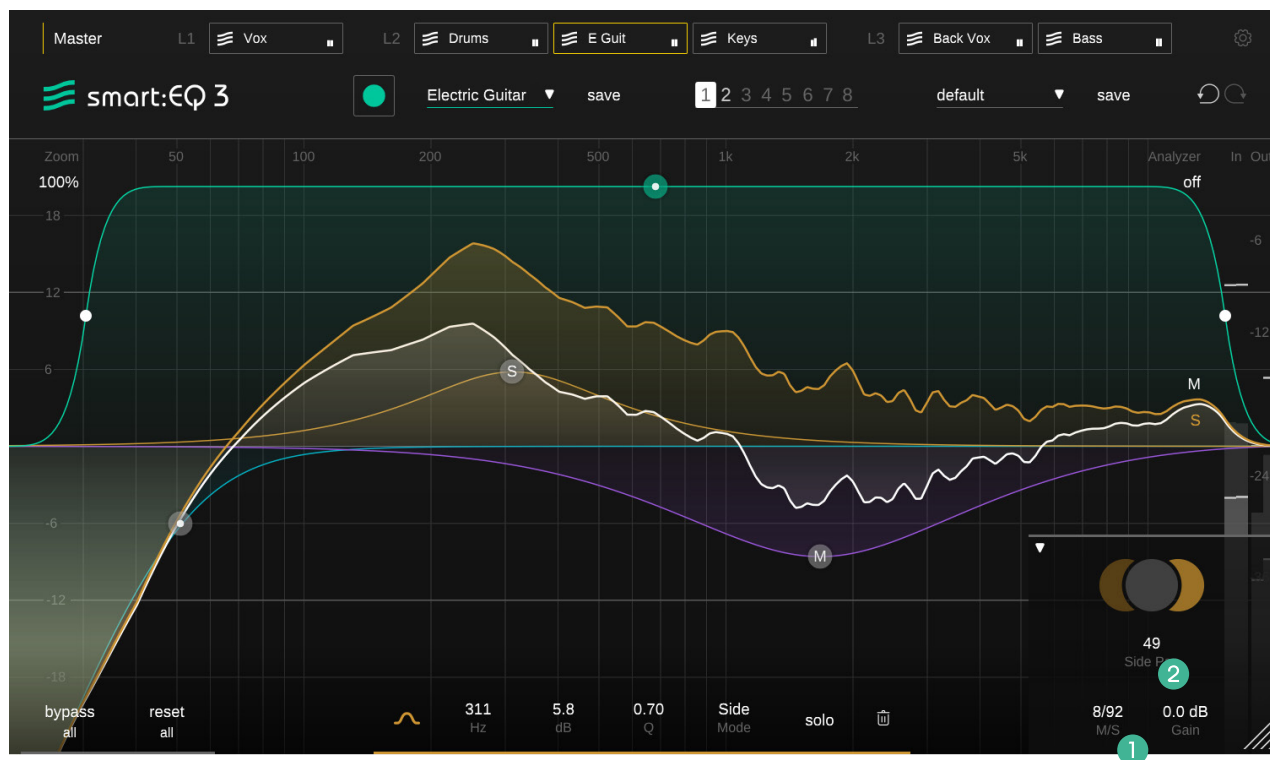 Master L1 Vox L2 Drums E Guit Keys L3 Back Vox Bass
smart:EQ 3 Electric Guitar save 1 2 3 4 5 6 7 8 default save
Zoom 50 100 200 500 1k 2k 5k Analyzer In Out
100% off
18
-6
12
-12
6
S
M
S
-24
-6
M
-12
49
Side
2
-18
bypass all
reset all
311 Hz
5.8 dB
0.70 Q
Side Mode
solo
8/92 M/S
0.0 dB Gain
1